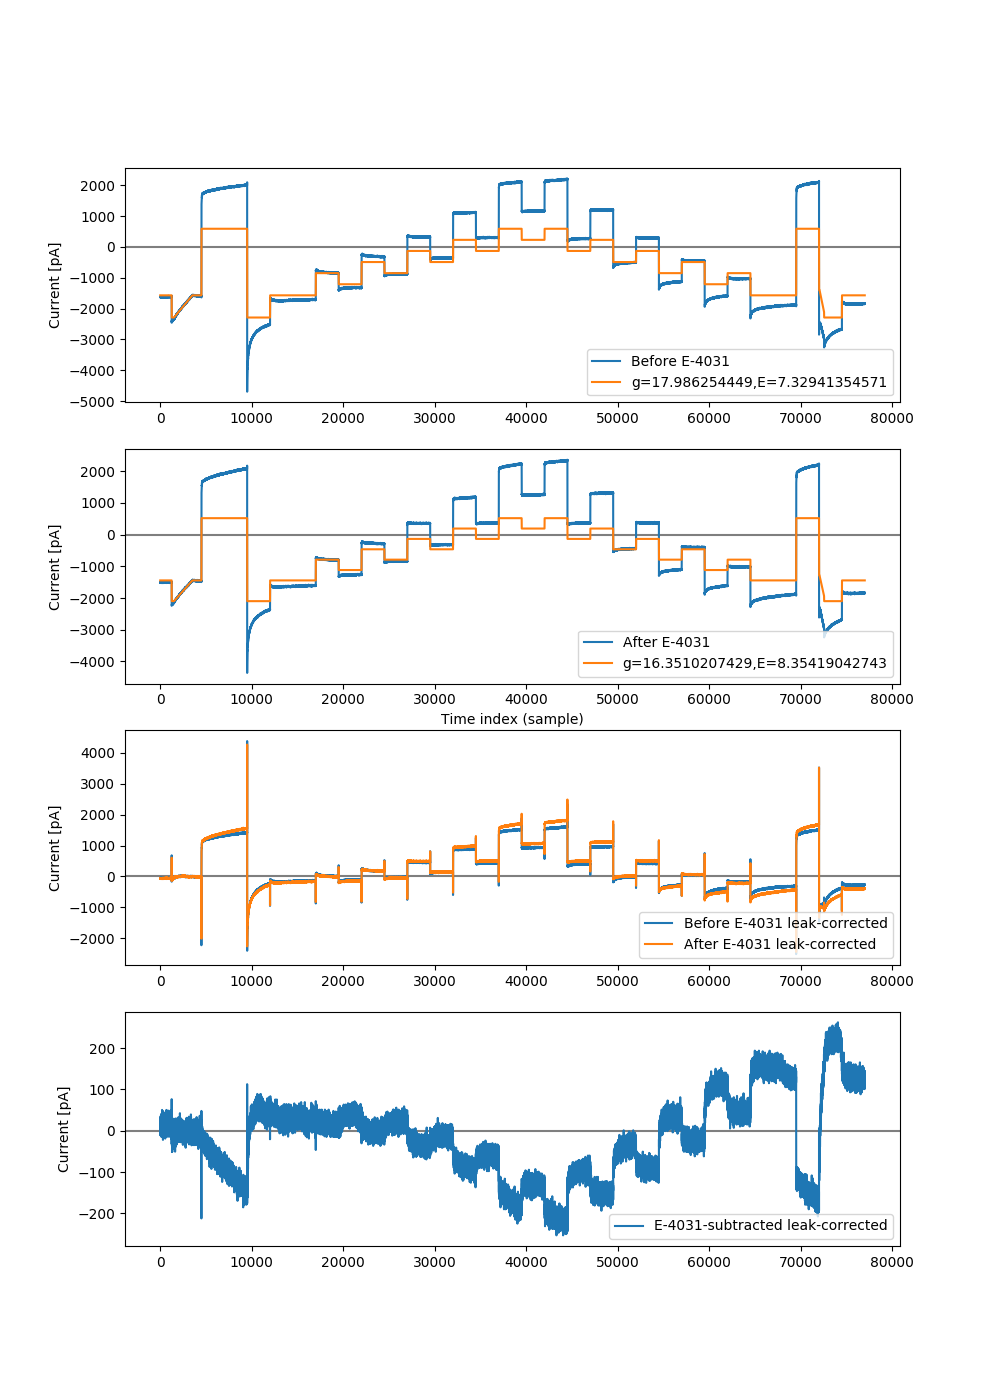 2000
1000
0
−1000
−2000
−3000
−4000
−5000
Current [pA]
Before E-4031
g=17.986254449,E=7.32941354571
0 10000 20000 30000 40000 50000 60000 70000 80000
2000
1000
0
−1000
−2000
−3000
−4000
Current [pA]
After E-4031
g=16.3510207429,E=8.35419042743
0 10000 20000 30000 40000 50000 60000 70000 80000
Time index (sample)
4000
3000
2000
1000
0
−1000
−2000
Current [pA]
Before E-4031 leak-corrected
After E-4031 leak-corrected
0 10000 20000 30000 40000 50000 60000 70000 80000
200
100
0
−100
−200
Current [pA]
E-4031-subtracted leak-corrected
0 10000 20000 30000 40000 50000 60000 70000 80000